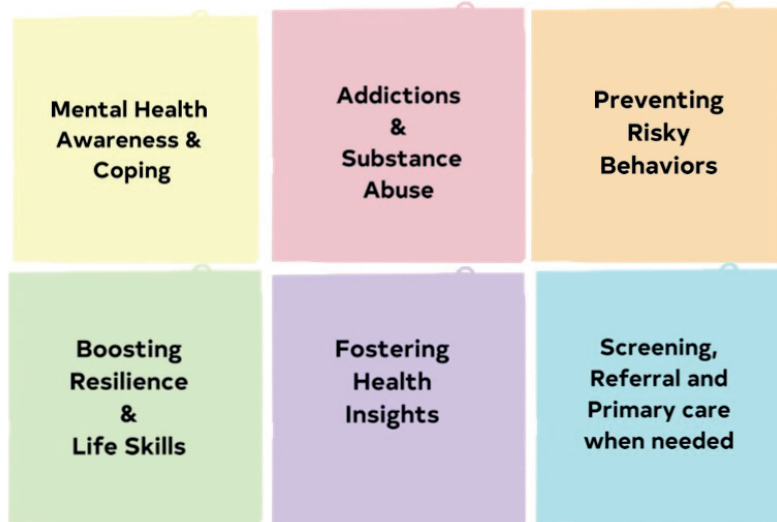 Mental Health
Awareness &
Coping
Addictions
&
Substance
Abuse
Preventing
Risky
Behaviors
Boosting
Resilience
&
Life Skills
Fostering
Health
Insights
Screening,
Referral and
Primary care
when needed